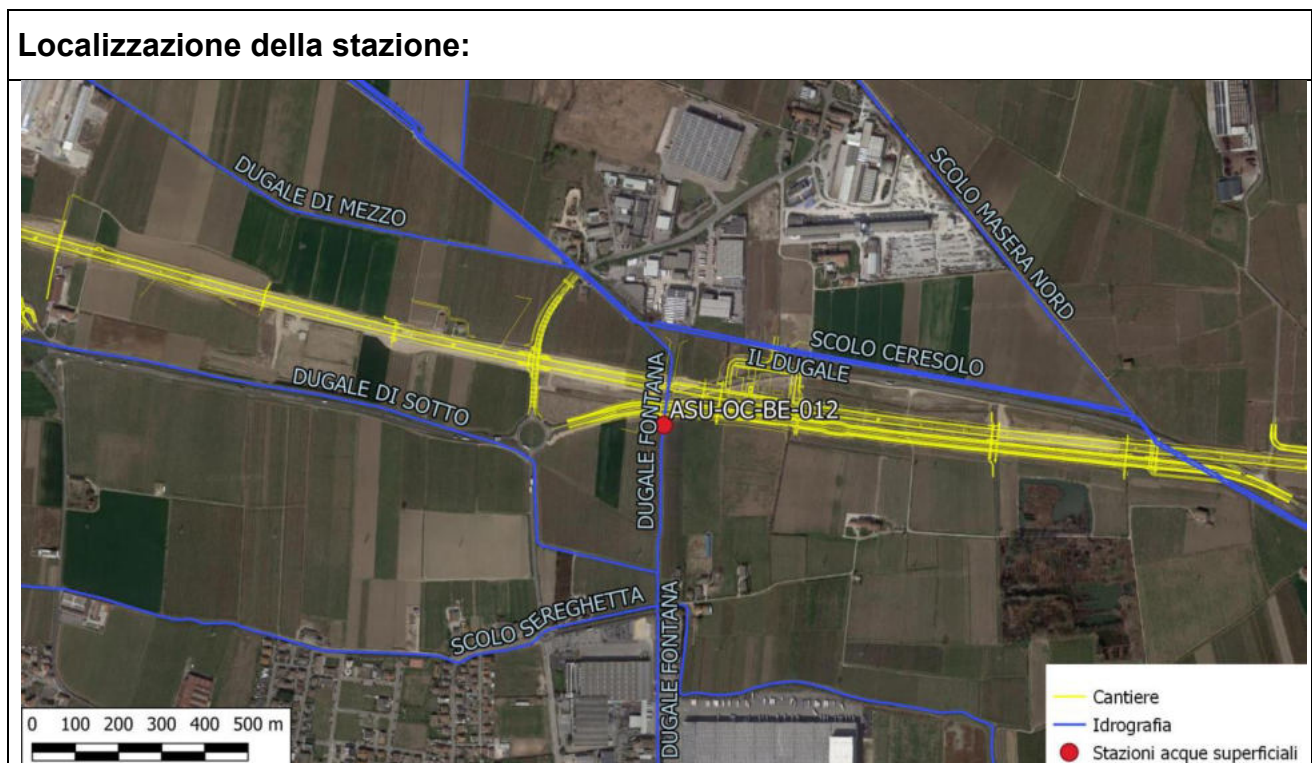 Localizzazione della stazione:
DUGALE DI MEZZO
SCOLO MASERA NORD
SCOLO CERESOLO
IL DUGALE
DUGALE DI SOTTO
DUGALE FONTANA
ASU-OC-BE-012
SCOLO SEREGHETTA
DUGALE FONTANA
0 100 200 300 400 500 m
Cantiere
Idrografia
Stazioni acque superficiali